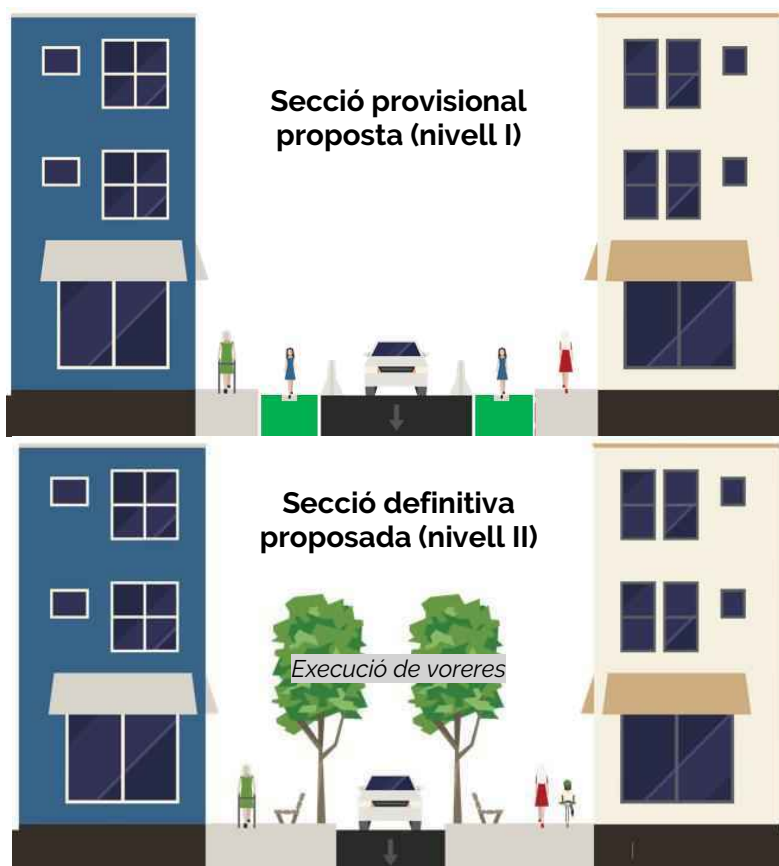 Secció provisional
proposta (nivell I)
Secció definitiva
proposada (nivell II)
Execució de voreres